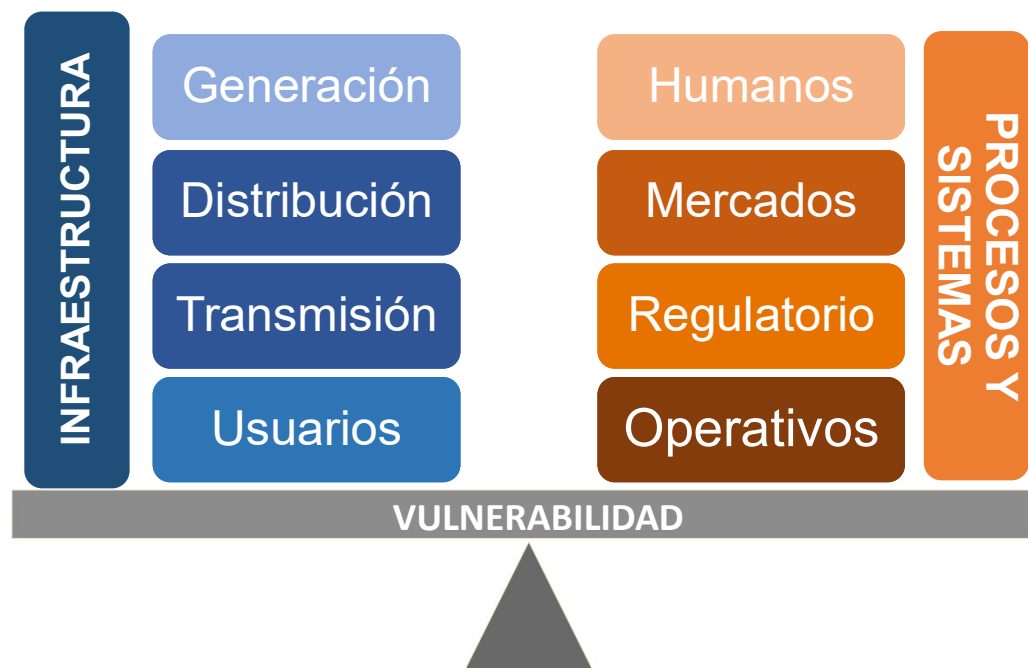 INFRAESTRUCTURA
Generación
Distribución
Transmisión
Usuarios
Humanos
Mercados
Regulatorio
Operativos
PROCESOS Y
SISTEMAS
VULNERABILIDAD